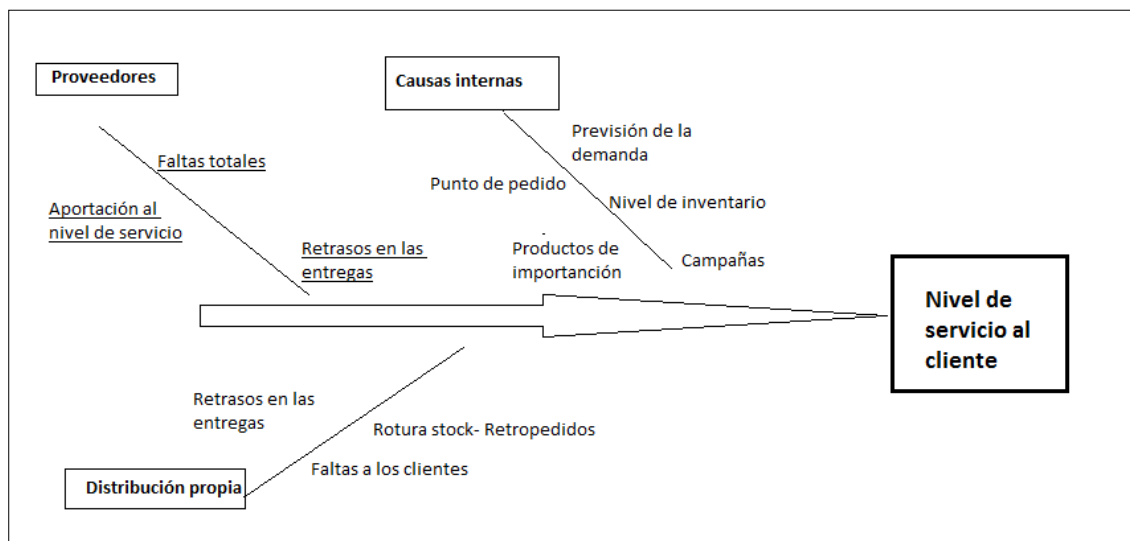 Proveedores
Causas internas
Previsión de la
demanda
Faltas totales
Punto de pedido
Nivel de inventario
Aportación al
nivel de servicio
Retrasos en las
entregas
Productos de
importanción
Campañas
Nivel de
servicio al
cliente
Retrasos en las
entregas
Rotura stock- Retropedidos
Faltas a los clientes
Distribución propia